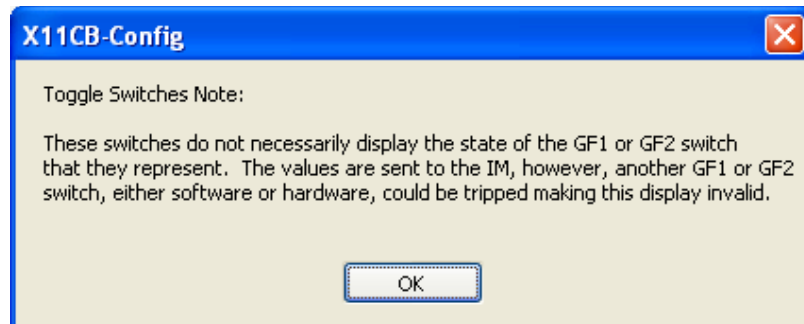 X11CB-Config
Toggle Switches Note:
These switches do not necessarily display the state of the GF1 or GF2 switch
that they represent.  The values are sent to the IM, however, another GF1 or GF2
switch, either software or hardware, could be tripped making this display invalid.
OK